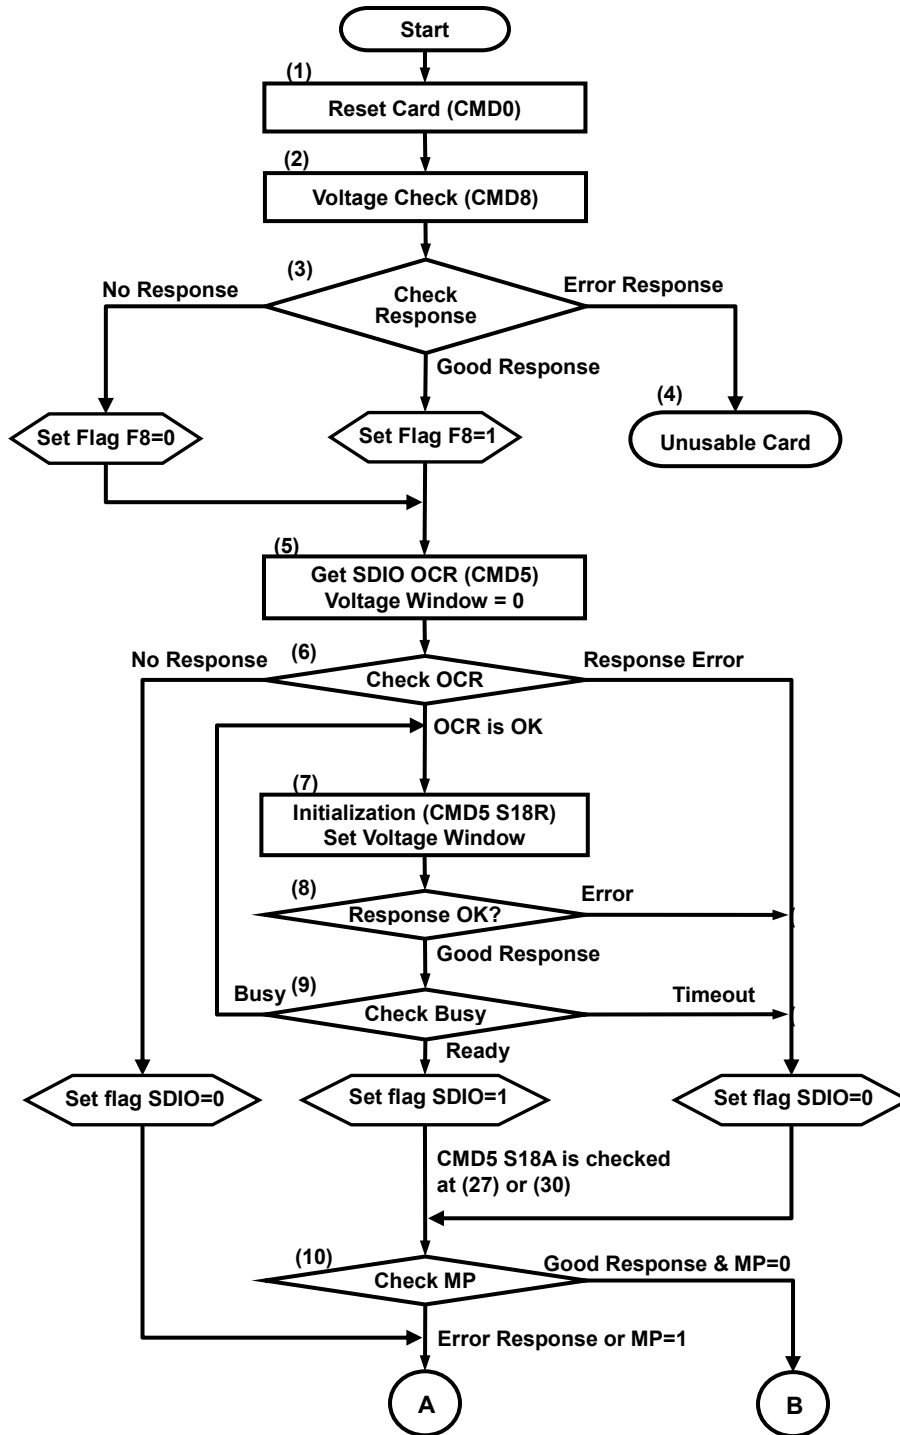 Start
(1)
Reset Card (CMD0)
(2)
Voltage Check (CMD8)
(3)
No Response
Error Response
Check
Response
Good Response
(4)
Set Flag F8=0
Set Flag F8=1
Unusable Card
(5)
Get SDIO OCR (CMD5)
Voltage Window = 0
(6)
No Response
Response Error
Check OCR
OCR is OK
(7)
Initialization (CMD5 S18R)
Set Voltage Window
(8)
Error
Response OK?
Good Response
(9)
Busy
Timeout
Check Busy
Ready
Set flag SDIO=0
Set flag SDIO=1
Set flag SDIO=0
CMD5 S18A is checked
at (27) or (30)
(10)
Good Response & MP=0
Check MP
Error Response or MP=1
A
B